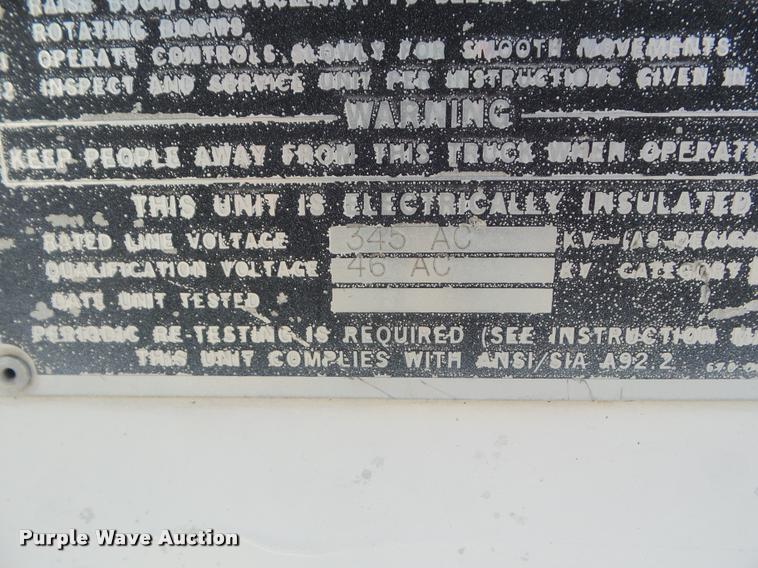 ROTATING BOOMS.
OPERATE CONTROLS SLOWLY FOR SMOOTH MOVEMENTS
INSPECT AND SERVICE UNIT PER INSTRUCTIONS GIVEN IN
WARNING
KEEP PEOPLE AWAY FROM THIS TRUCK WHEN OPERAT
THIS UNIT IS ELECTRICALLY INSULATED
RATED LINE VOLTAGE 345 AC KV-(AS DESIGN
QUALIFICATION VOLTAGE 46 AC KV CATEGORY
DATE UNIT TESTED
PERIODIC RE-TESTING IS REQUIRED (SEE INSTRUCTION
THIS UNIT COMPLIES WITH ANSI/SIA A92.2
Purple Wave Auction